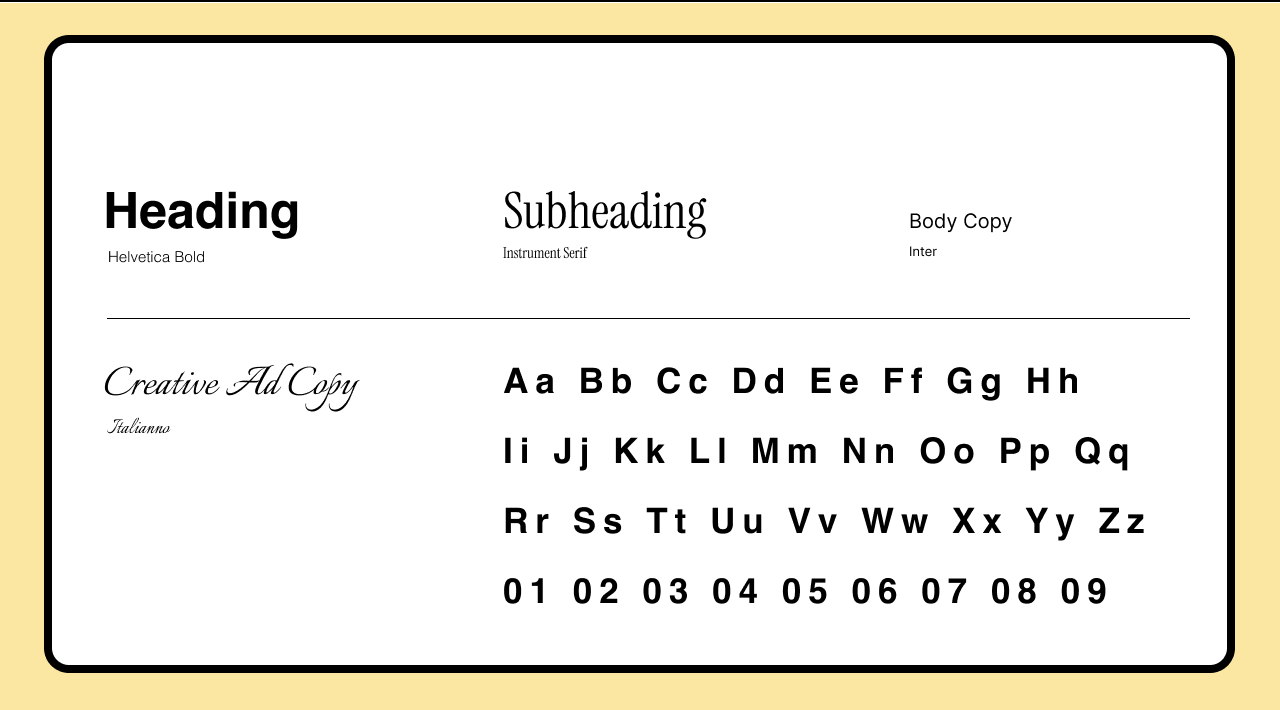 Heading
Helvetica Bold
Subheading
Instrument Serif
Body Copy
Inter
Creative Ad Copy
Italianno
Aa Bb Cc Dd Ee Ff Gg Hh
Ii Jj Kk Ll Mm Nn Oo Pp Qq
Rr Ss Tt Uu Vv Ww Xx Yy Zz
01 02 03 04 05 06 07 08 09